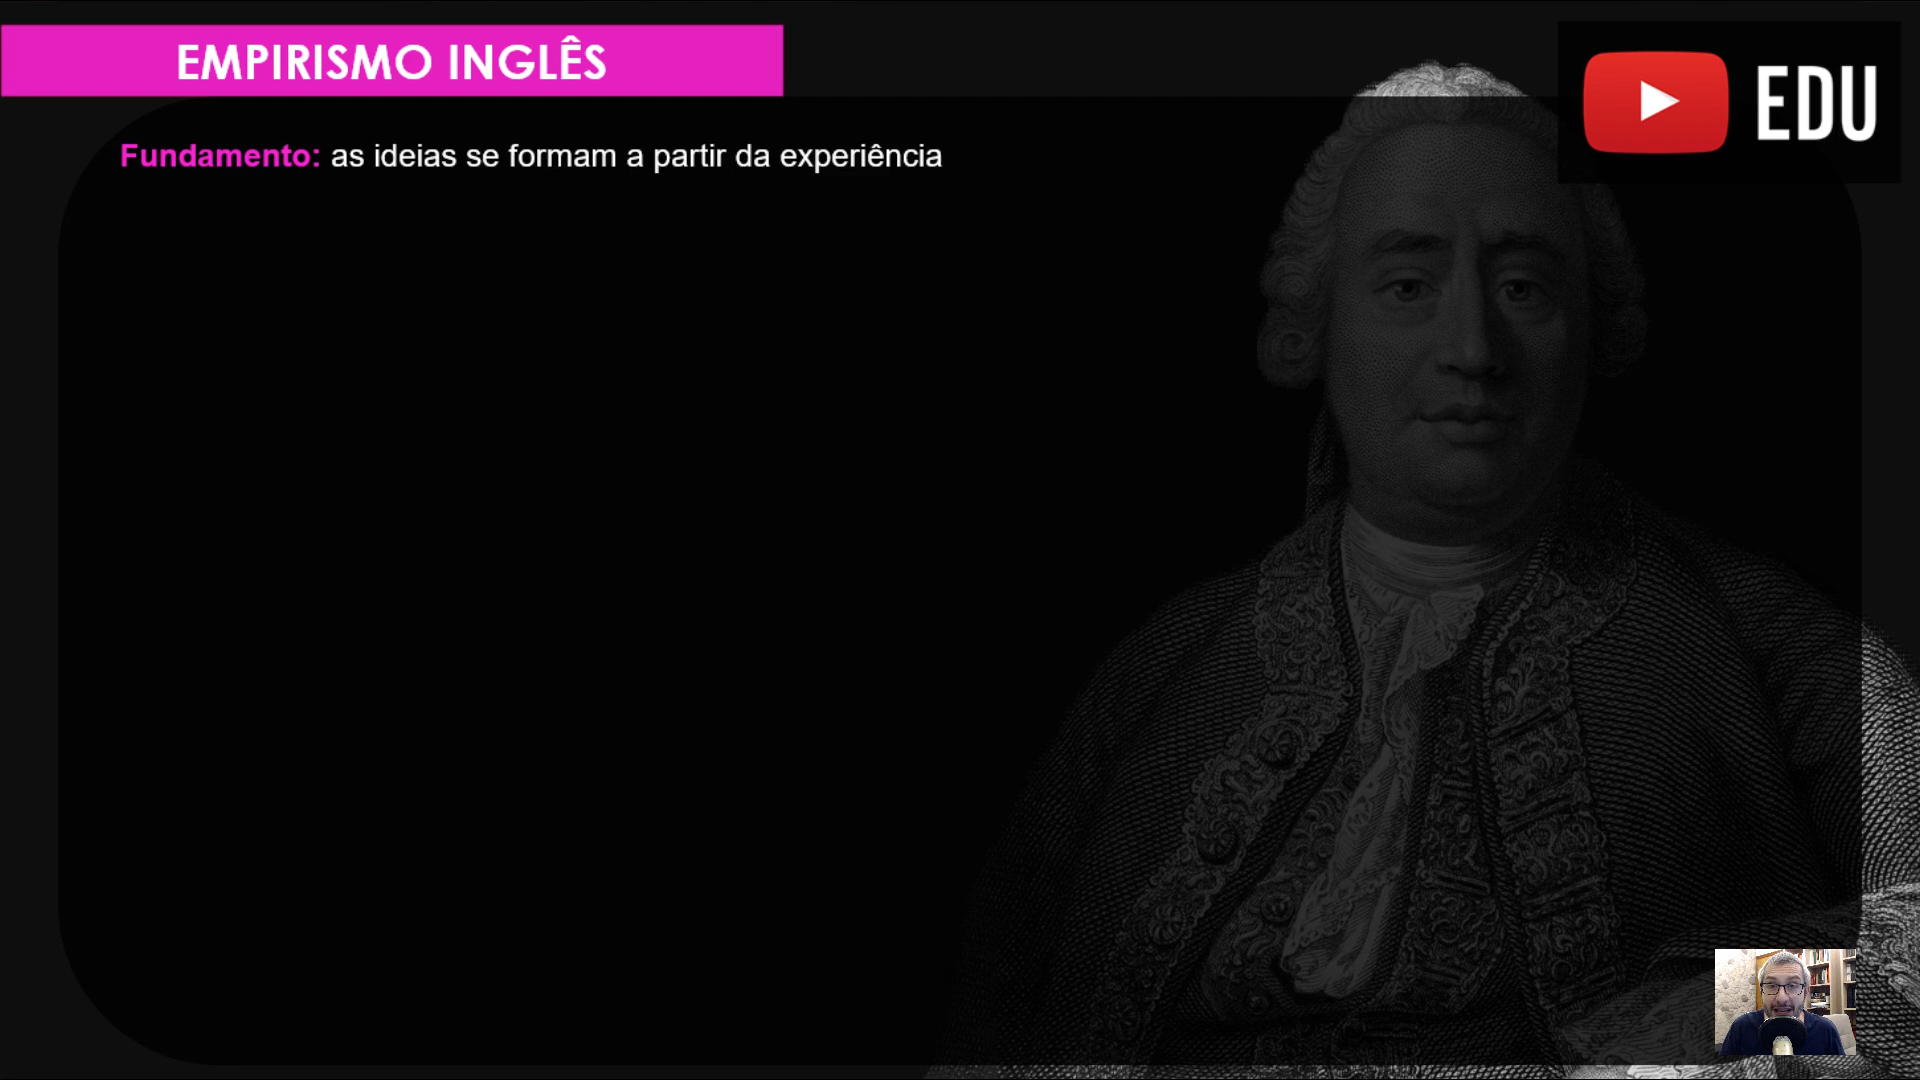 EMPIRISMO INGLÊS
EDU
Fundamento: as ideias se formam a partir da experiência